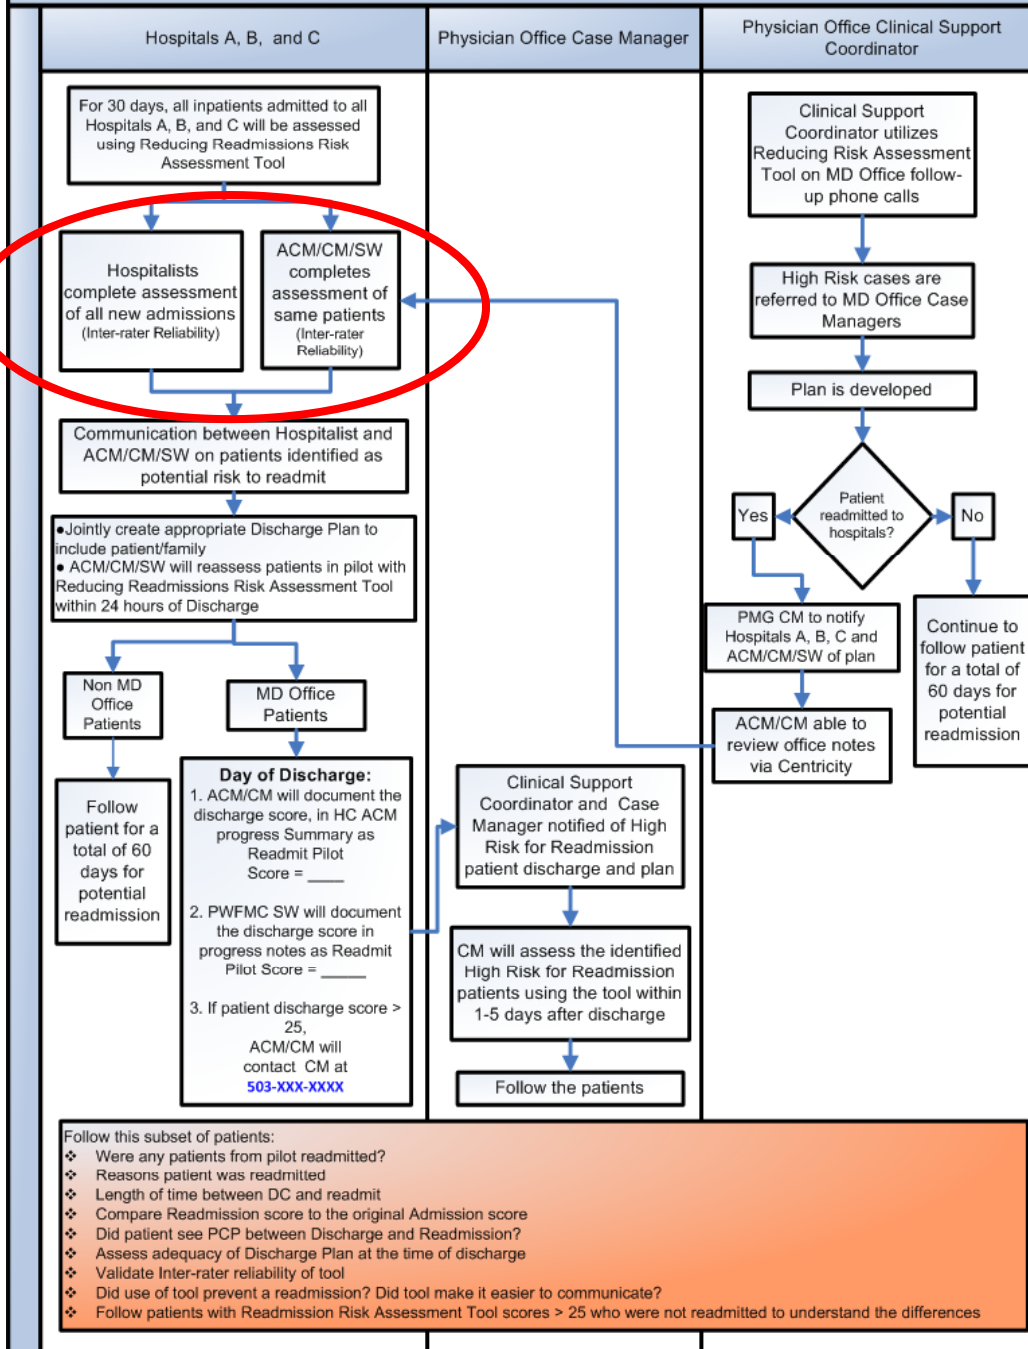 Hospitals A, B, and C
Physician Office Case Manager
Physician Office Clinical Support
Coordinator
For 30 days, all inpatients admitted to all
Hospitals A, B, and C will be assessed
using Reducing Readmissions Risk
Assessment Tool
Hospitalists
complete assessment
of all new admissions
(Inter-rater Reliability)
ACM/CM/SW
completes
assessment of
same patients
(Inter-rater
Reliability)
Communication between Hospitalist and
ACM/CM/SW on patients identified as
potential risk to readmit
●Jointly create appropriate Discharge Plan to
include patient/family
● ACM/CM/SW will reassess patients in pilot with
Reducing Readmissions Risk Assessment Tool
within 24 hours of Discharge
Non MD
Office
Patients
MD Office
Patients
Follow
patient for a
total of 60
days for
potential
readmission
Day of Discharge:
1. ACM/CM will document the
discharge score, in HC ACM
progress Summary as
Readmit Pilot
Score = ____
2. PWFMC SW will document
the discharge score in
progress notes as Readmit
Pilot Score = _____
3. If patient discharge score >
25,
ACM/CM will
contact CM at
503-XXX-XXXX
Clinical Support
Coordinator and Case
Manager notified of High
Risk for Readmission
patient discharge and plan
CM will assess the identified
High Risk for Readmission
patients using the tool within
1-5 days after discharge
Follow the patients
Clinical Support
Coordinator utilizes
Reducing Risk Assessment
Tool on MD Office follow-
up phone calls
High Risk cases are
referred to MD Office Case
Managers
Plan is developed
Patient
readmitted to
hospitals?
Yes
No
PMG CM to notify
Hospitals A, B, C and
ACM/CM/SW of plan
ACM/CM able to
review office notes
via Centricity
Continue to
follow patient
for a total of
60 days for
potential
readmission
Follow this subset of patients:
❖ Were any patients from pilot readmitted?
❖ Reasons patient was readmitted
❖ Length of time between DC and readmit
❖ Compare Readmission score to the original Admission score
❖ Did patient see PCP between Discharge and Readmission?
❖ Assess adequacy of Discharge Plan at the time of discharge
❖ Validate Inter-rater reliability of tool
❖ Did use of tool prevent a readmission? Did tool make it easier to communicate?
❖ Follow patients with Readmission Risk Assessment Tool scores > 25 who were not readmitted to understand the differences